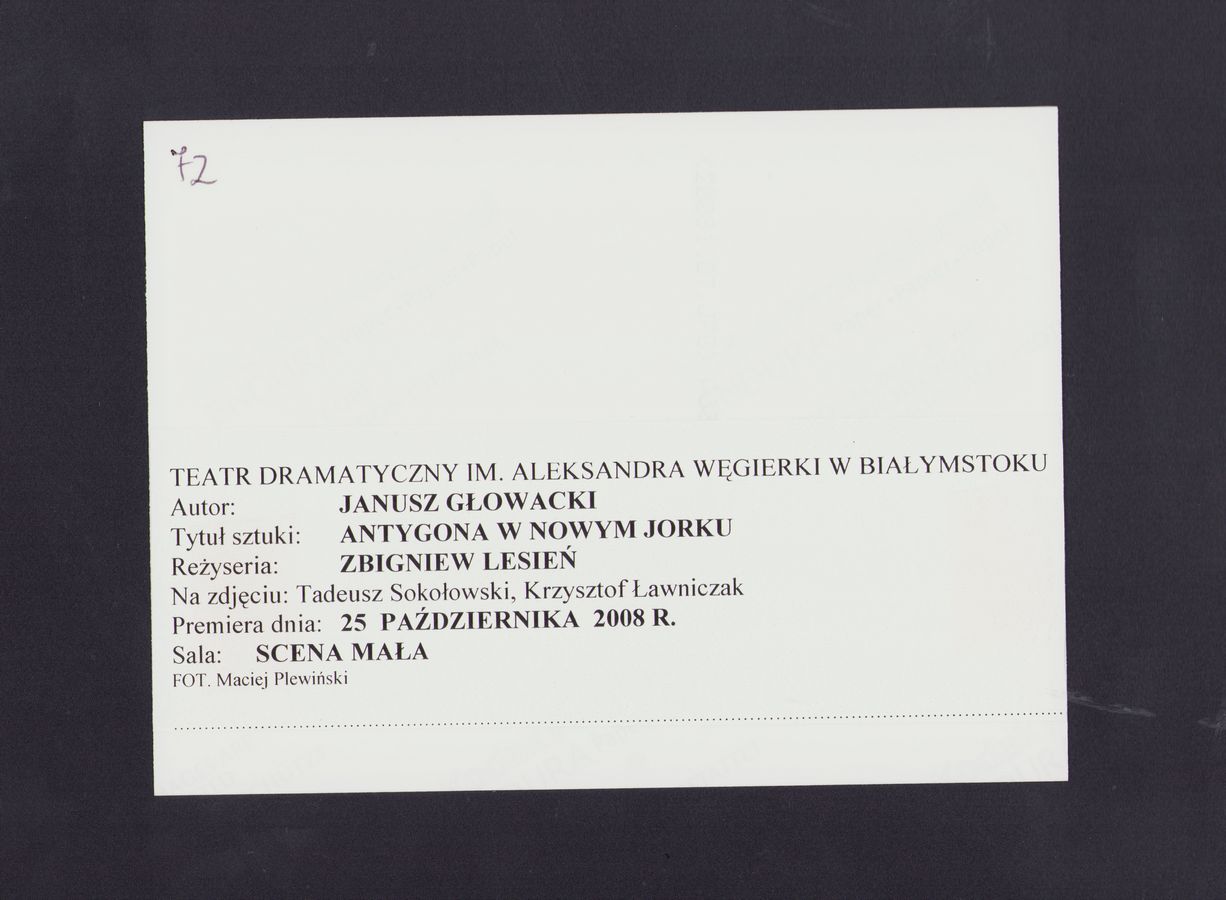 72
TEATR DRAMATYCZNY IM. ALEKSANDRA WĘGIERKI W BIAŁYMSTOKU
Autor: JANUSZ GŁOWACKI
Tytuł sztuki: ANTYGONA W NOWYM JORKU
Reżyseria: ZBIGNIEW LESIEŃ
Na zdjęciu: Tadeusz Sokołowski, Krzysztof Ławniczak
Premiera dnia: 25 PAŹDZIERNIKA 2008 R.
Sala: SCENA MAŁA
FOT. Maciej Plewiński